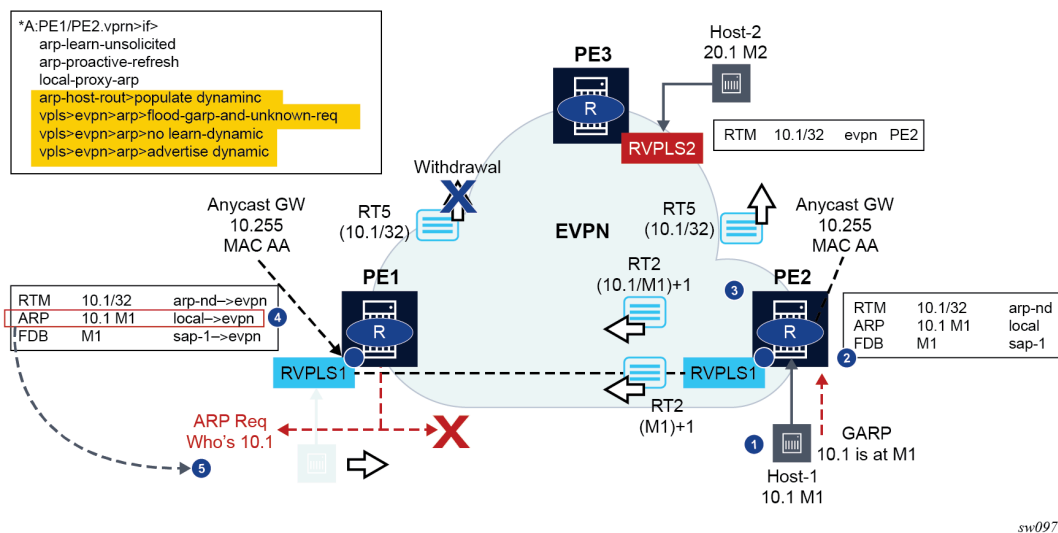 *A:PE1/PE2.vprn>if>
arp-learn-unsolicited
arp-proactive-refresh
local-proxy-arp
arp-host-rout>populate dynaminc
vpls>evpn>arp>flood-garp-and-unknown-req
vpls>evpn>arp>no learn-dynamic
vpls>evpn>arp>advertise dynamic
Host-2
20.1 M2
PE3
R
RVPLS2
RTM 10.1/32 evpn PE2
Withdrawal
X
RT5
(10.1/32)
EVPN
RT5
(10.1/32)
Anycast GW
10.255
MAC AA
Anycast GW
10.255
MAC AA
PE1
R
RT2
(10.1/M1)+1
3
PE2
R
RTM 10.1/32 arp-nd–>evpn
ARP 10.1 M1 local–>evpn
FDB M1 sap-1–>evpn
4
RTM 10.1/32 arp-nd
ARP 10.1 M1 local
FDB M1 sap-1
2
RVPLS1
RVPLS1
RT2
(M1)+1
ARP Req
Who's 10.1
X
5
1
GARP
10.1 is at M1
Host-1
10.1 M1
sw097